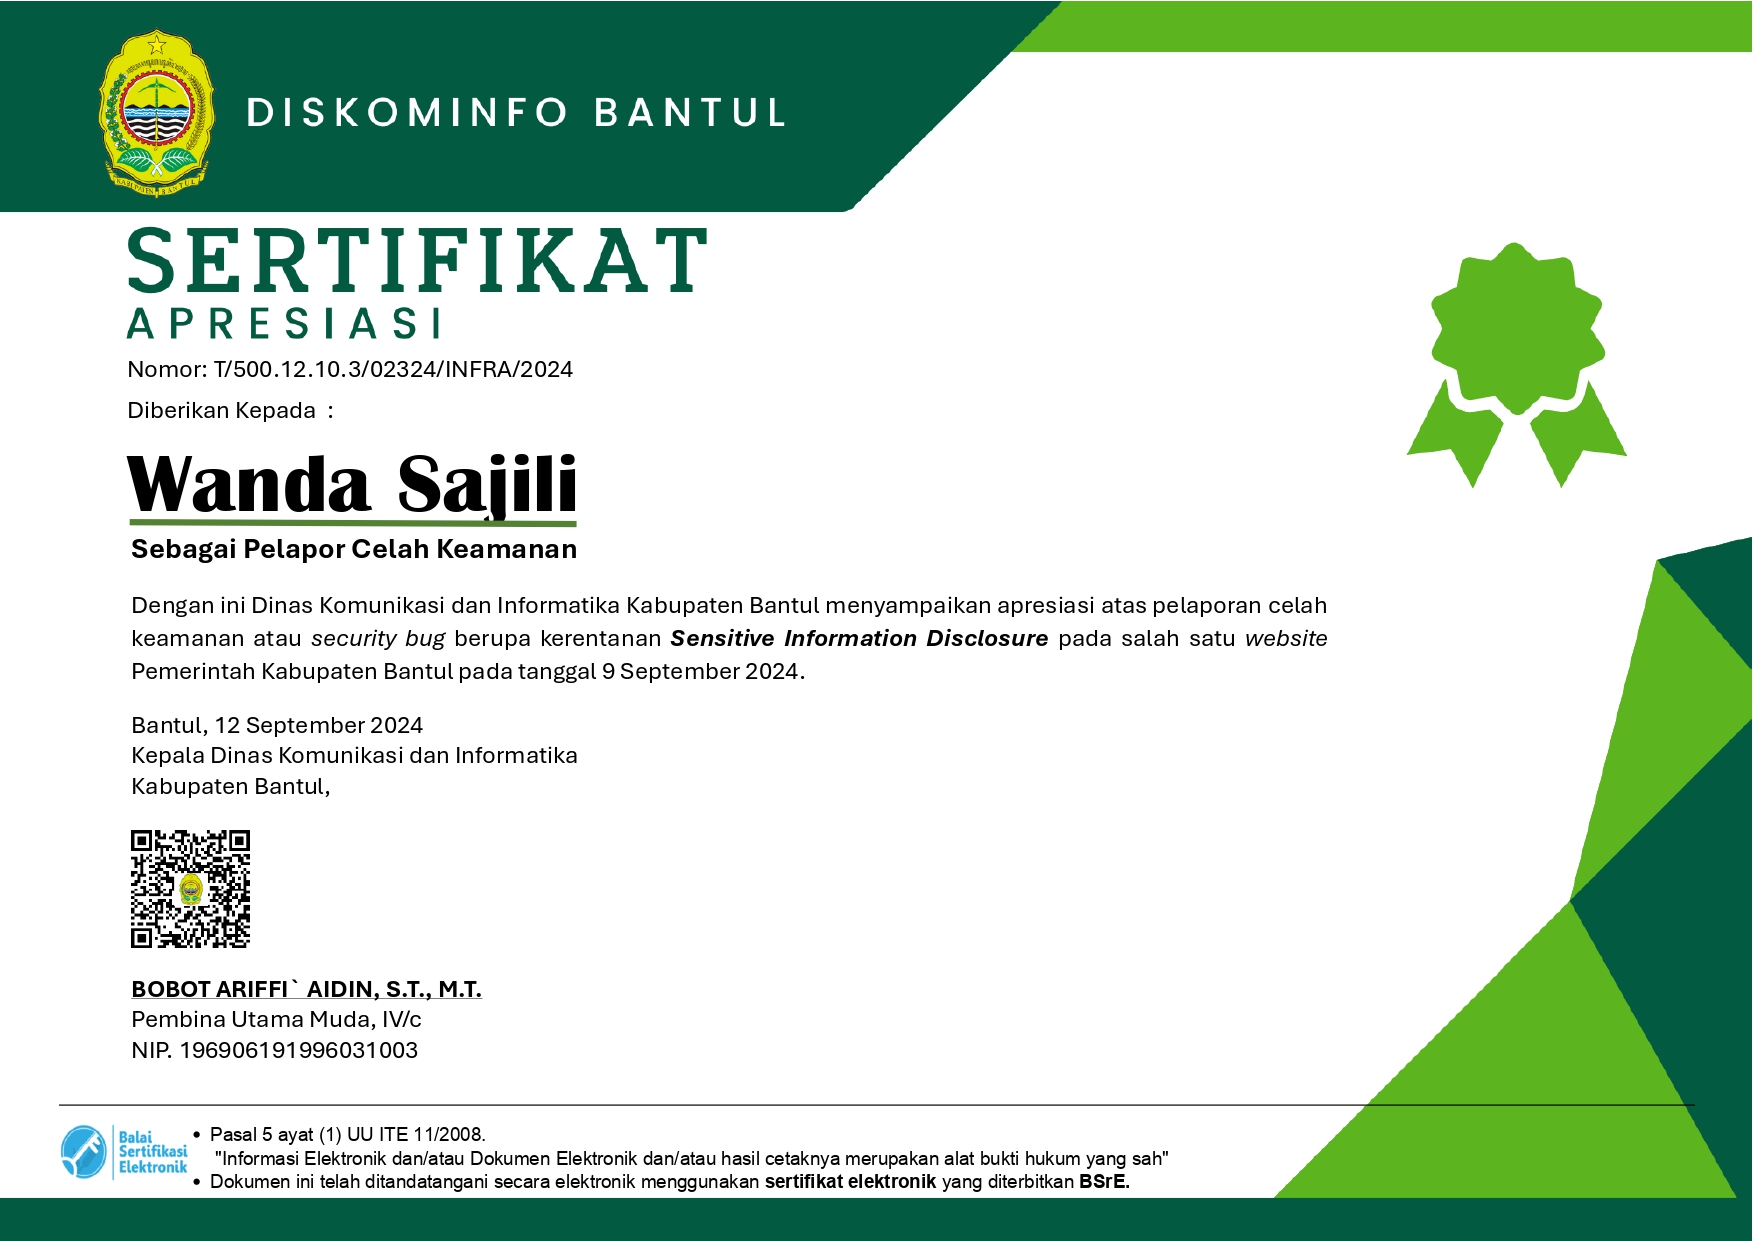 DISKOMINFO BANTUL
KABUPATEN BANTUL
SERTIFIKAT
APRESIASI
Nomor: T/500.12.10.3/02324/INFRA/2024
Diberikan Kepada :
Wanda Sajili
Sebagai Pelapor Celah Keamanan
Dengan ini Dinas Komunikasi dan Informatika Kabupaten Bantul menyampaikan apresiasi atas pelaporan celah
keamanan atau security bug berupa kerentanan Sensitive Information Disclosure pada salah satu website
Pemerintah Kabupaten Bantul pada tanggal 9 September 2024.
Bantul, 12 September 2024
Kepala Dinas Komunikasi dan Informatika
Kabupaten Bantul,
BOBOT ARIFFI` AIDIN, S.T., M.T.
Pembina Utama Muda, IV/c
NIP. 196906191996031003
Balai
Sertifikasi
Elektronik
• Pasal 5 ayat (1) UU ITE 11/2008.
"Informasi Elektronik dan/atau Dokumen Elektronik dan/atau hasil cetaknya merupakan alat bukti hukum yang sah"
• Dokumen ini telah ditandatangani secara elektronik menggunakan sertifikat elektronik yang diterbitkan BSrE.